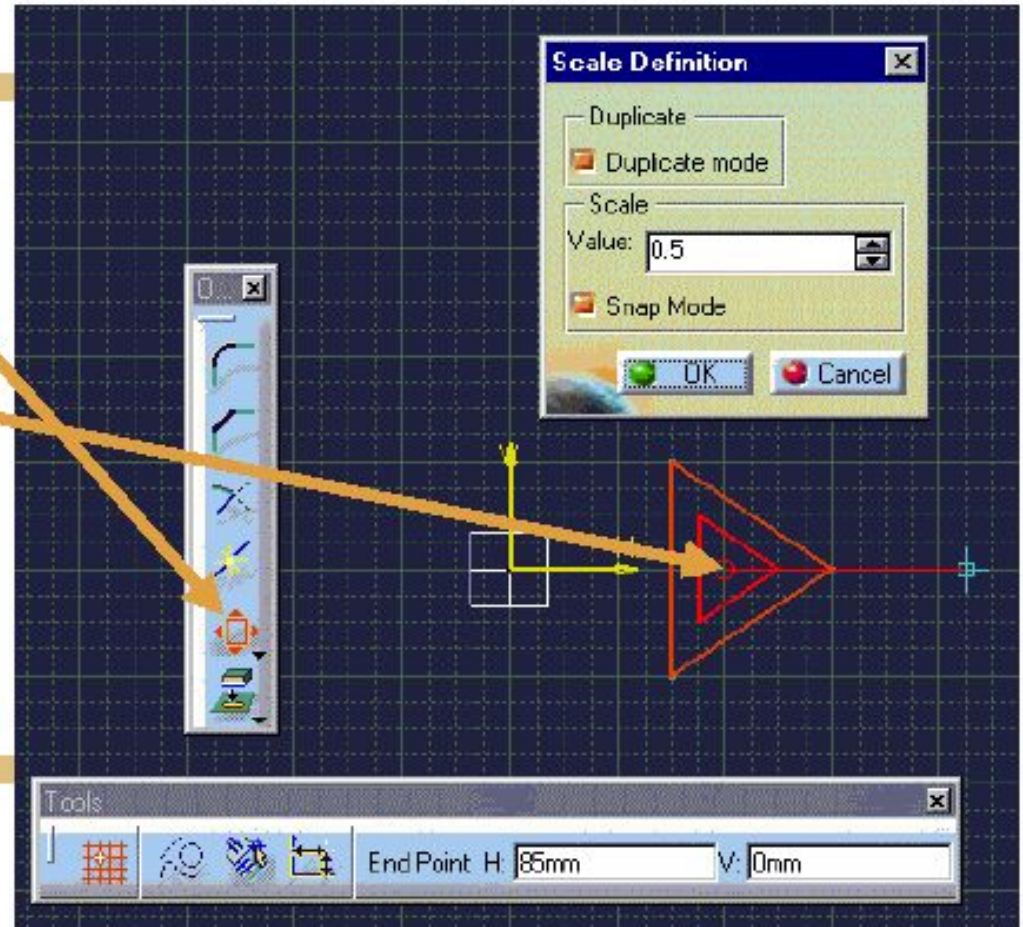 Scale Definition
Duplicate
Duplicate mode
Scale
Value: 0.5
Snap Mode
OK Cancel
O...
V
Tools
End Point H: 85mm V: 0mm